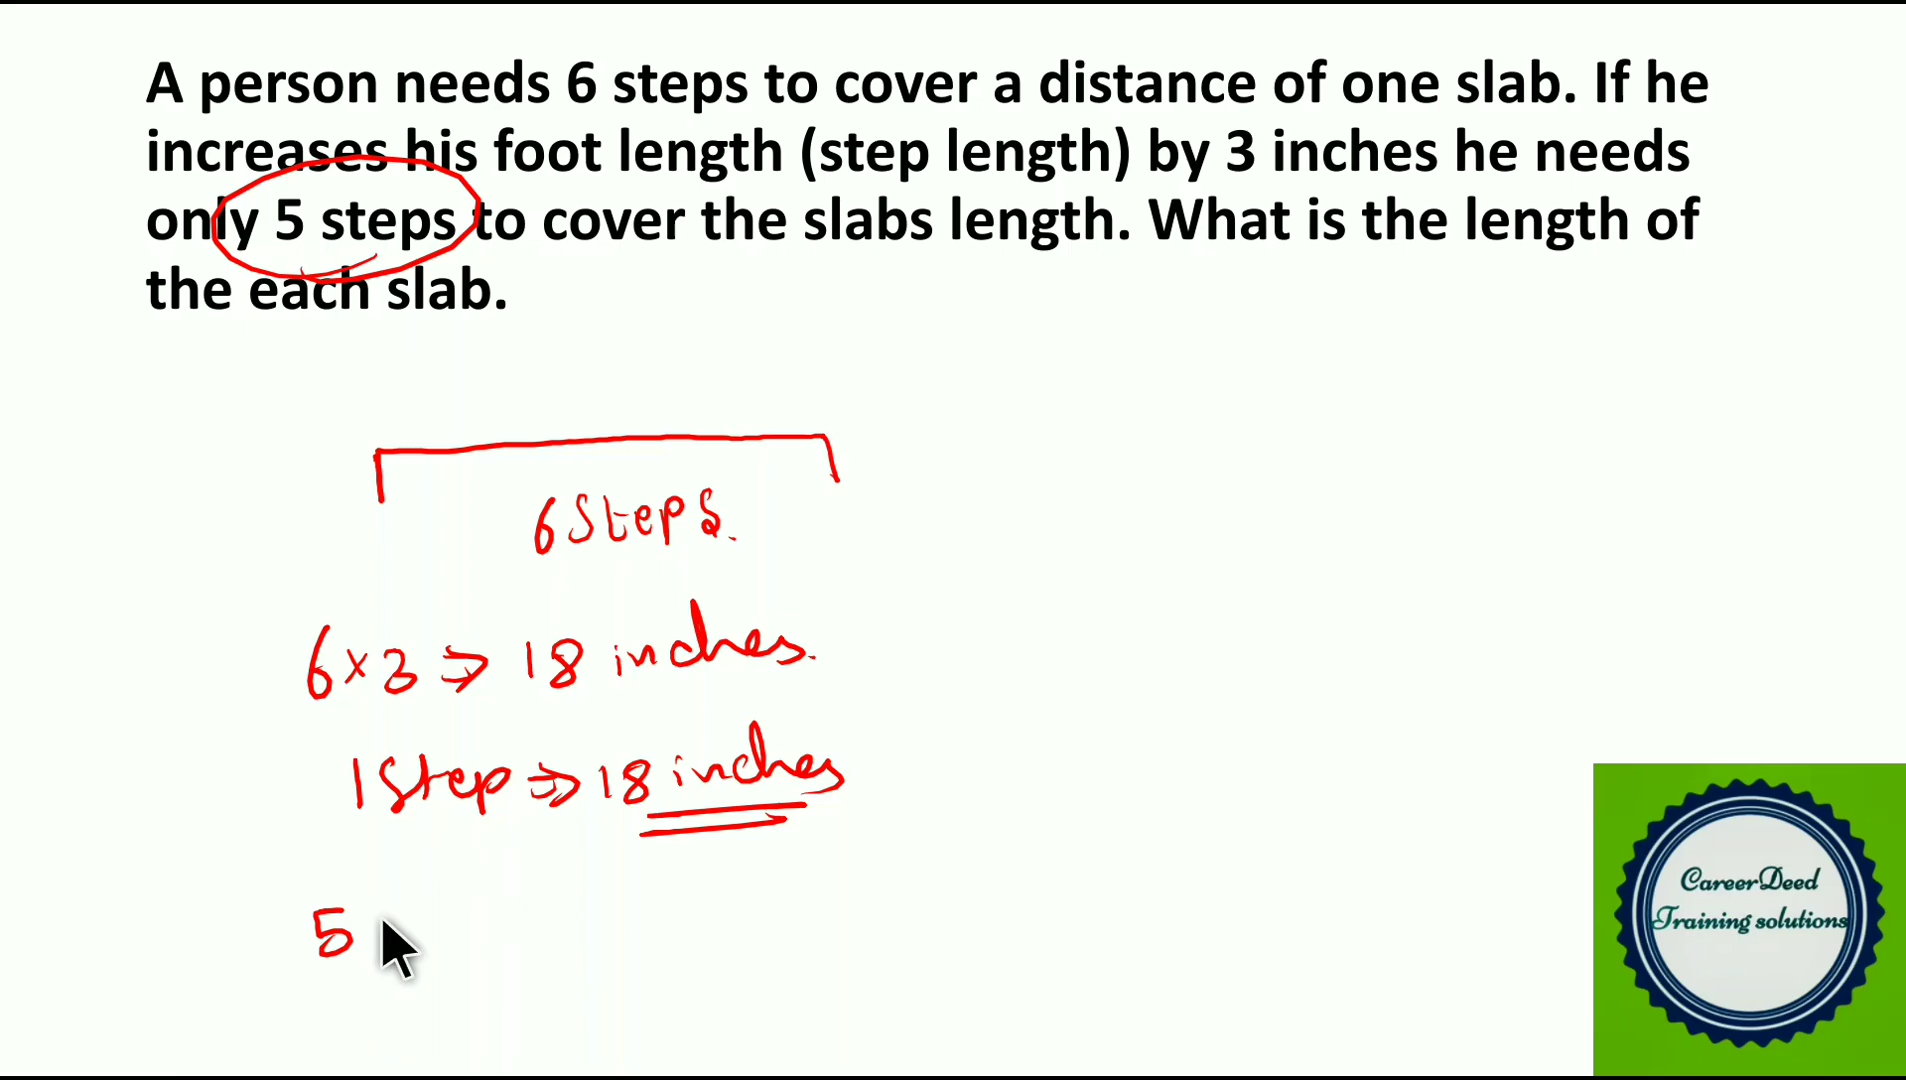 A person needs 6 steps to cover a distance of one slab. If he
increases his foot length (step length) by 3 inches he needs
only 5 steps to cover the slabs length. What is the length of
the each slab.
6 Steps.
6 x 3 ⇒ 18 inches.
1 Step ⇒ 18 inches
5
CareerDeed
Training solutions